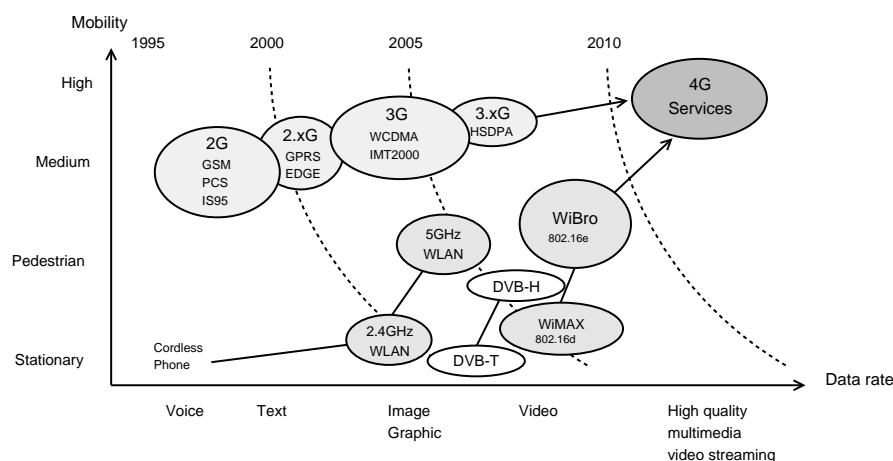 Mobility
1995
2000
2005
2010
High
Medium
Pedestrian
Stationary
2G
GSM
PCS
IS95
2.xG
GPRS
EDGE
3G
WCDMA
IMT2000
3.xG
HSDPA
4G
Services
5GHz
WLAN
WiBro
802.16e
DVB-H
2.4GHz
WLAN
DVB-T
WiMAX
802.16d
Cordless
Phone
Data rate
Voice
Text
Image
Graphic
Video
High quality
multimedia
video streaming